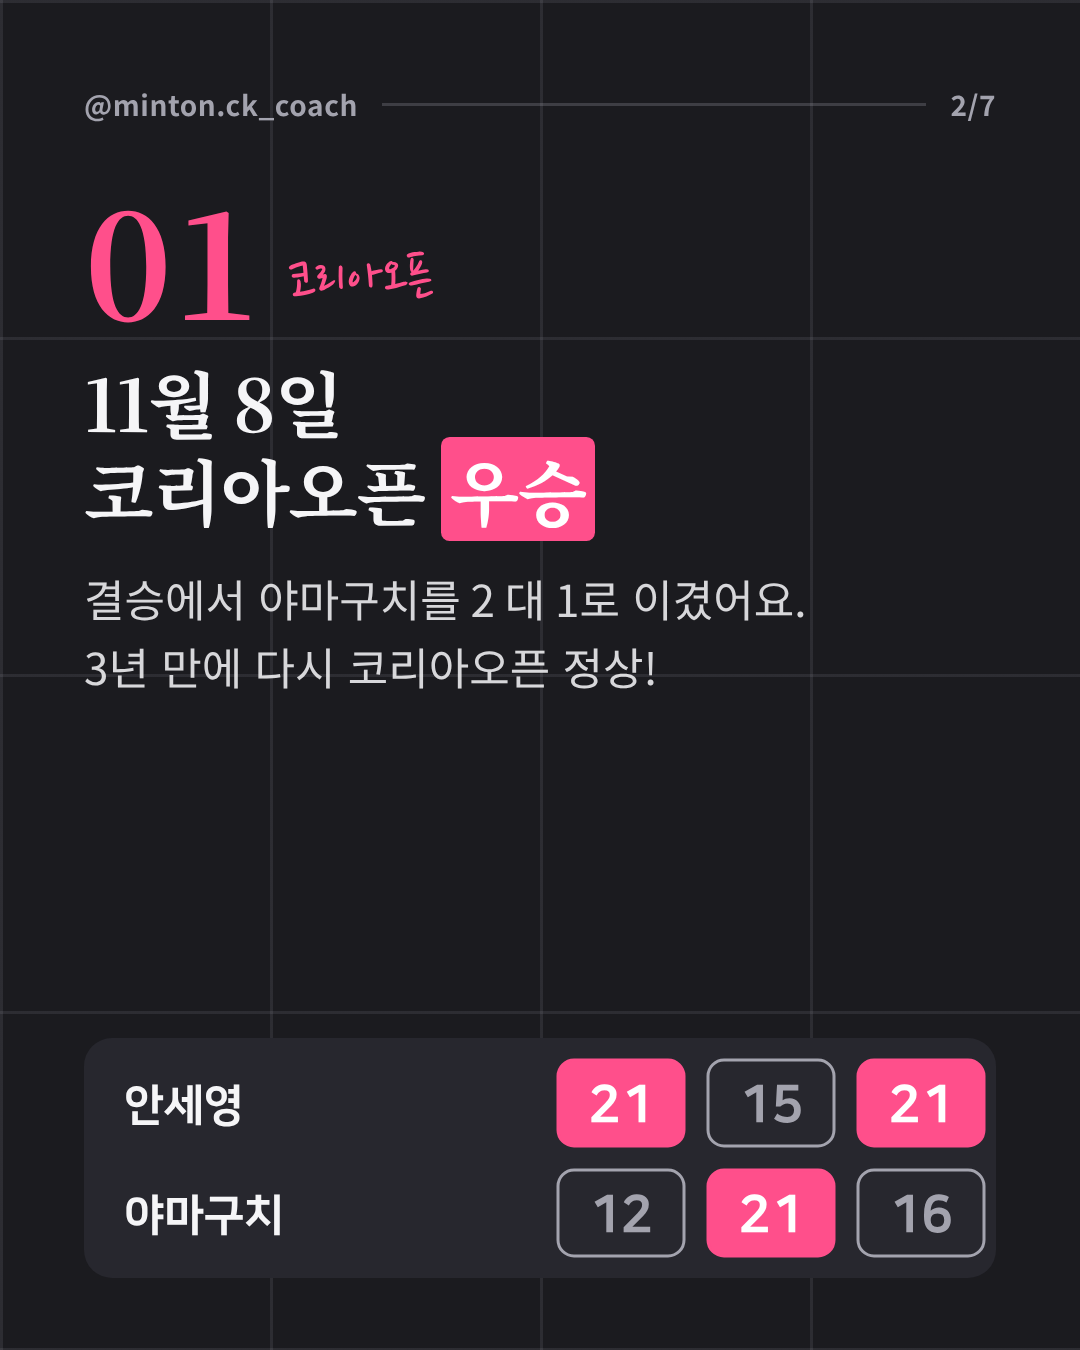 @minton.ck_coach 2/7
01 코리아오픈
11월 8일
코리아오픈 우승
결승에서 야마구치를 2 대 1로 이겼어요.
3년 만에 다시 코리아오픈 정상!
안세영 21 15 21
야마구치 12 21 16